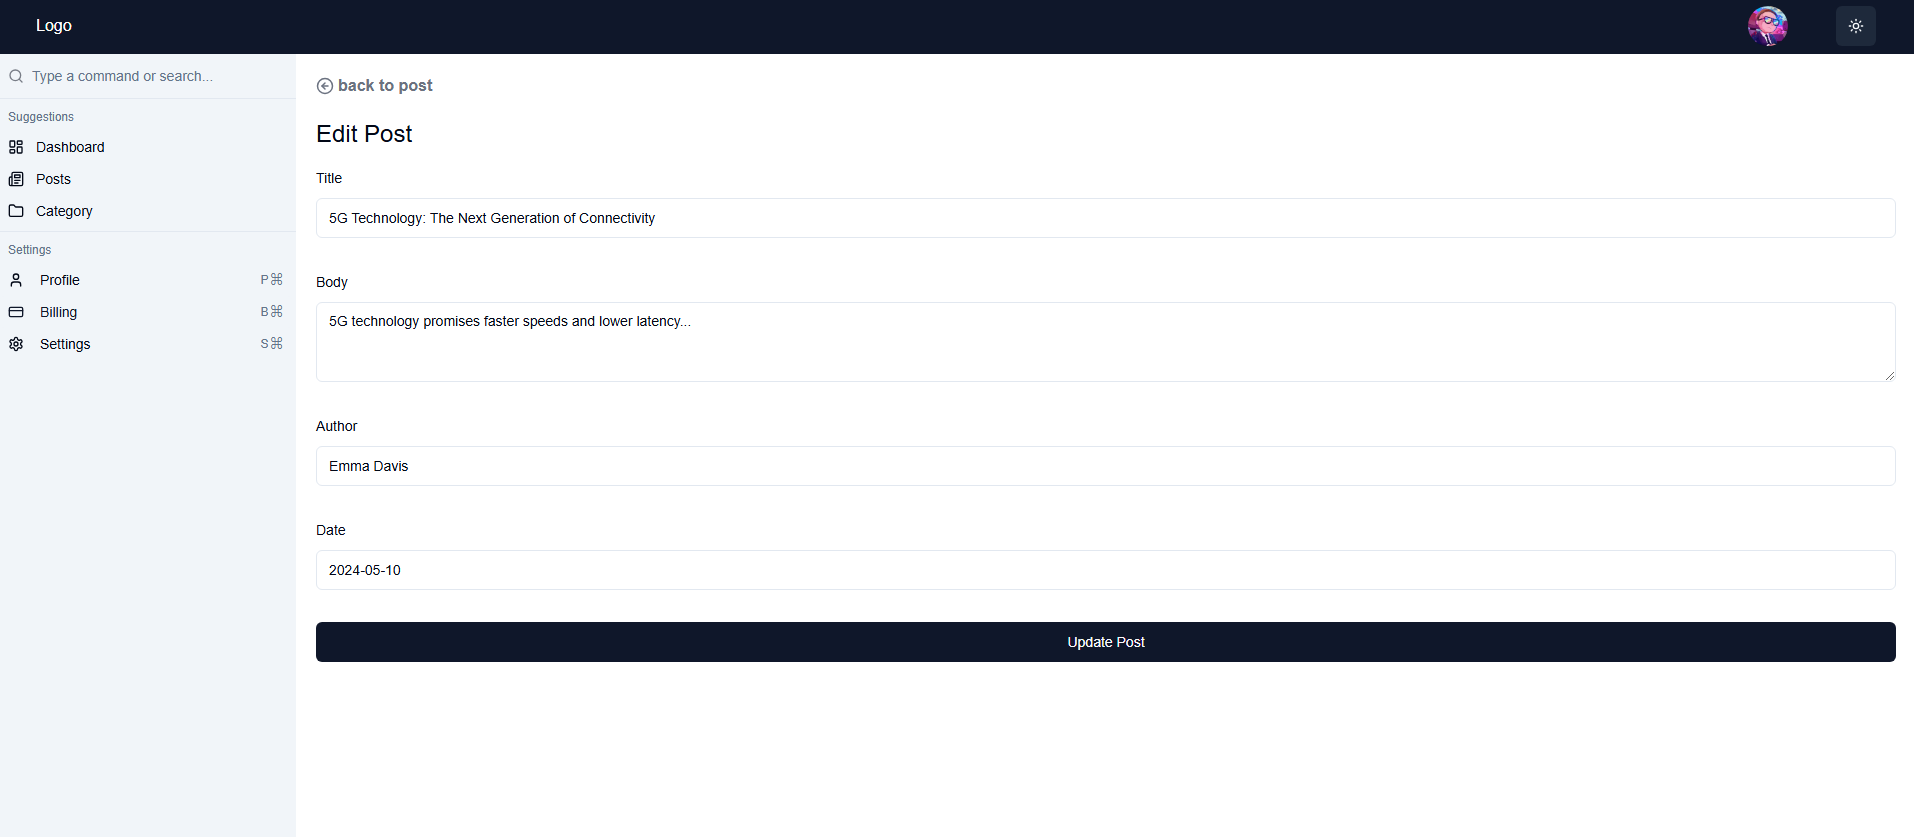 Logo
Type a command or search...
Suggestions
Dashboard
Posts
Category
Settings
Profile P⌘
Billing B⌘
Settings S⌘
back to post
Edit Post
Title
5G Technology: The Next Generation of Connectivity
Body
5G technology promises faster speeds and lower latency...
Author
Emma Davis
Date
2024-05-10
Update Post